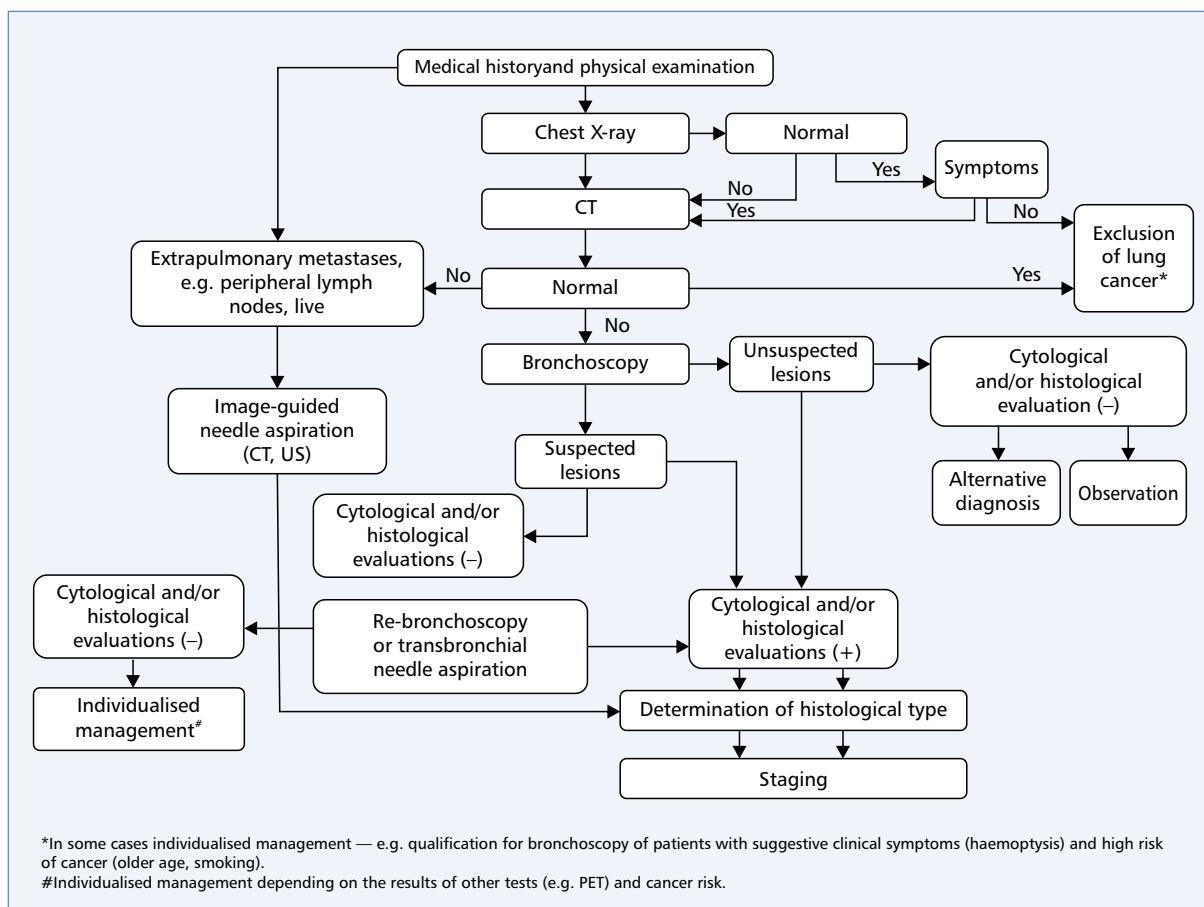 Medical historyand physical examination
Chest X-ray
Normal
Yes
Symptoms
No
CT
Yes
No
Exclusion
of lung
cancer*
Extrapulmonary metastases,
e.g. peripheral lymph
nodes, live
No
Normal
Yes
No
Bronchoscopy
Unsuspected
lesions
Cytological
and/or histological
evaluation (–)
Image-guided
needle aspiration
(CT, US)
Suspected
lesions
Alternative
diagnosis
Observation
Cytological and/or
histological
evaluations (–)
Cytological and/or
histological
evaluations (–)
Re-bronchoscopy
or transbronchial
needle aspiration
Cytological and/or
histological
evaluations (+)
Individualised
management#
Determination of histological type
Staging
*In some cases individualised management — e.g. qualification for bronchoscopy of patients with suggestive clinical symptoms (haemoptysis) and high risk
of cancer (older age, smoking).
#Individualised management depending on the results of other tests (e.g. PET) and cancer risk.